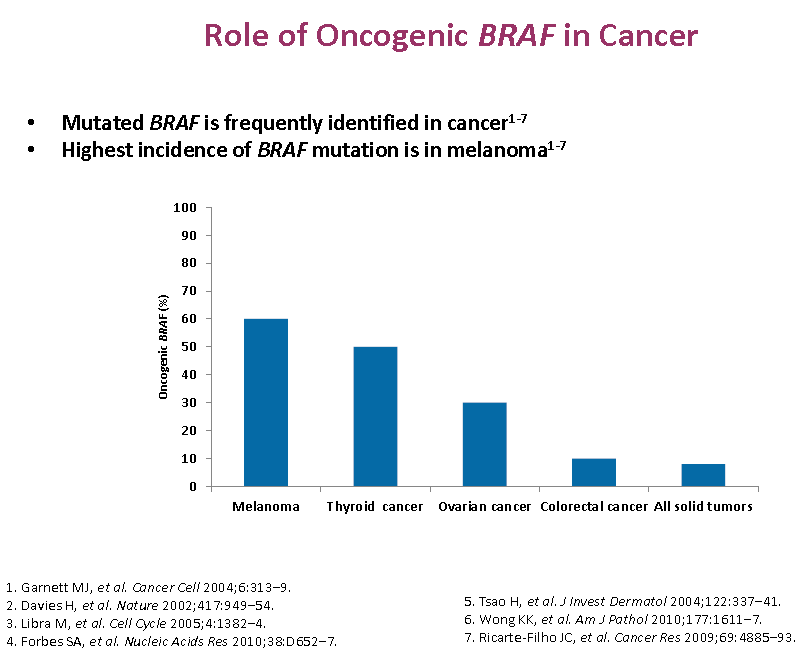 Role of Oncogenic BRAF in Cancer
• Mutated BRAF is frequently identified in cancer1-7
• Highest incidence of BRAF mutation is in melanoma1-7
Oncogenic BRAF (%)
100
90
80
70
60
50
40
30
20
10
0
Melanoma Thyroid cancer Ovarian cancer Colorectal cancer All solid tumors
1. Garnett MJ, et al. Cancer Cell 2004;6:313–9.
2. Davies H, et al. Nature 2002;417:949–54.
3. Libra M, et al. Cell Cycle 2005;4:1382–4.
4. Forbes SA, et al. Nucleic Acids Res 2010;38:D652–7.
5. Tsao H, et al. J Invest Dermatol 2004;122:337–41.
6. Wong KK, et al. Am J Pathol 2010;177:1611–7.
7. Ricarte-Filho JC, et al. Cancer Res 2009;69:4885–93.